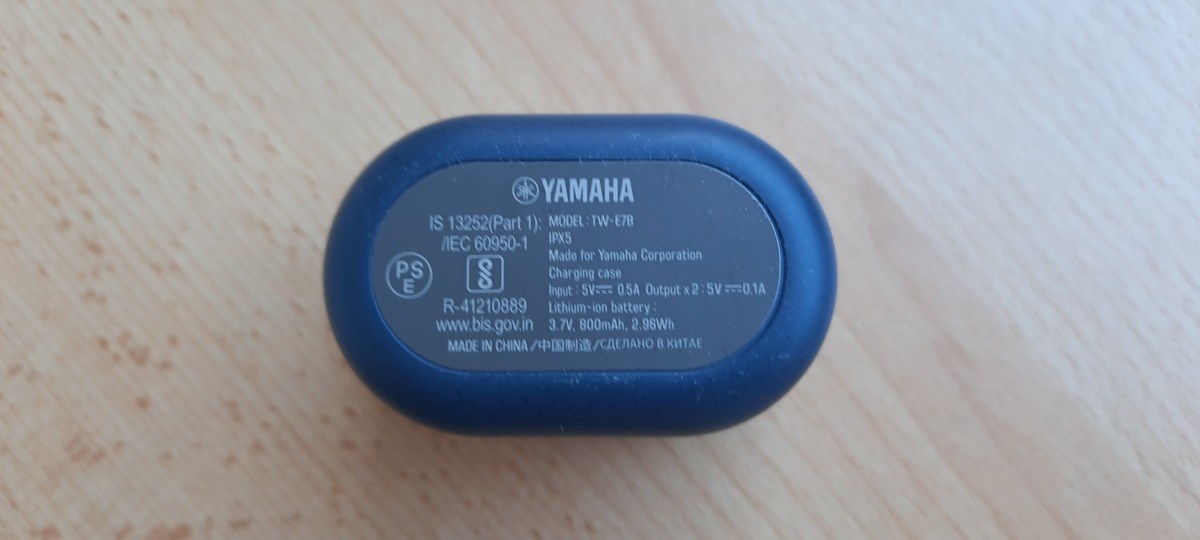 YAMAHA
IS 13252(Part 1):
/IEC 60950-1
PS
E
R-41210889
www.bis.gov.in
MODEL : TW-E7B
IPX5
Made for Yamaha Corporation
Charging case
Input : 5V⎓ 0.5A Output x 2 : 5V⎓0.1A
Lithium-ion battery :
3.7V, 800mAh, 2.96Wh
MADE IN CHINA/中国制造/СДЕЛАНО В КИТАЕ